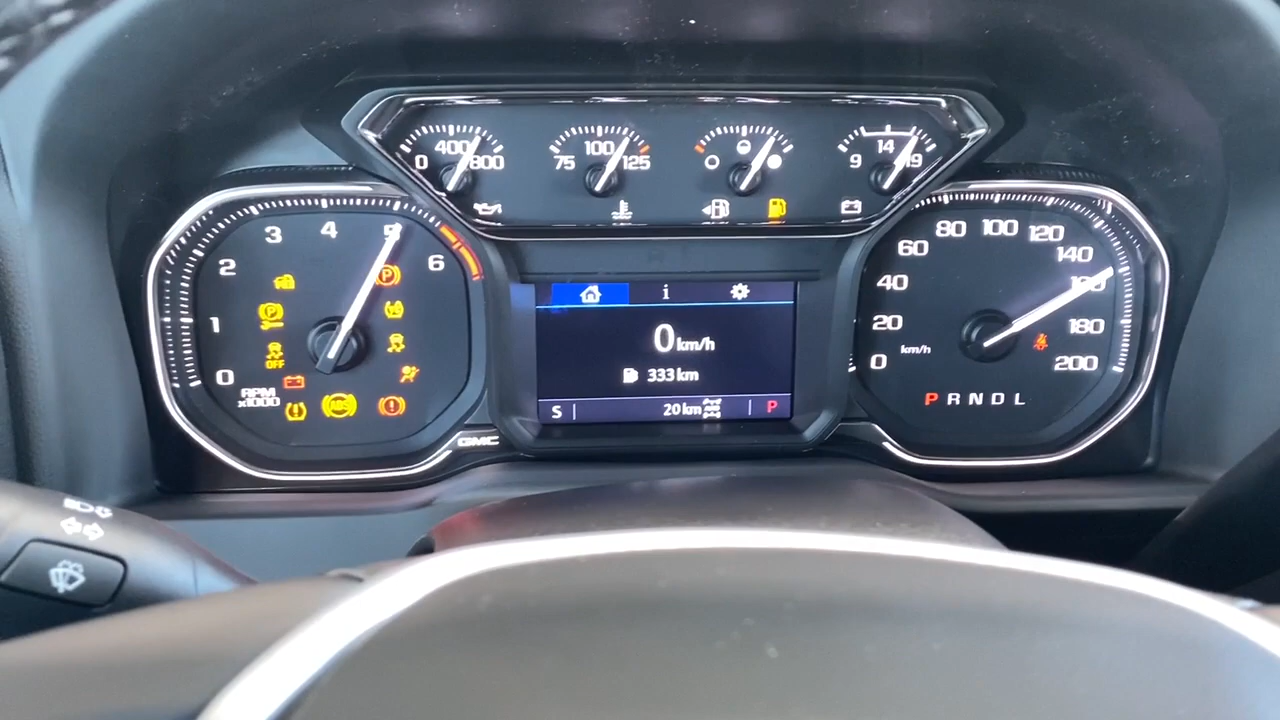 0 400 800
75 100 125
9 14 19
0 1 2 3 4 5 6
RPM
x1000
P
P
OFF
ABS
GMC
i
0 km/h
333 km
S
20 km
P
0 20 40 60 80 100 120 140 160 180 200
km/h
P R N D L